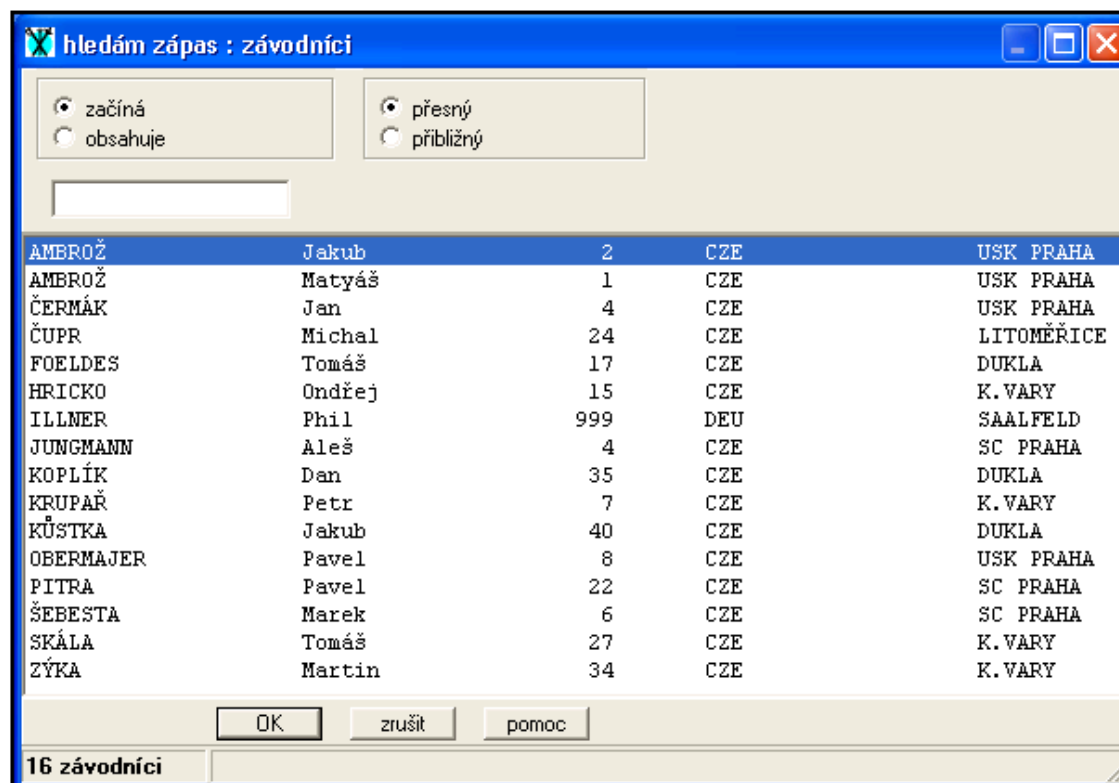 hledám zápas : závodníci
začíná přesný
obsahuje přibližný
AMBROŽ Jakub 2 CZE USK PRAHA
AMBROŽ Matyáš 1 CZE USK PRAHA
ČERMÁK Jan 4 CZE USK PRAHA
ČUPR Michal 24 CZE LITOMĚŘICE
FOELDES Tomáš 17 CZE DUKLA
HRICKO Ondřej 15 CZE K.VARY
ILLNER Phil 999 DEU SAALFELD
JUNGMANN Aleš 4 CZE SC PRAHA
KOPLÍK Dan 35 CZE DUKLA
KRUPAŘ Petr 7 CZE K.VARY
KŮSTKA Jakub 40 CZE DUKLA
OBERMAJER Pavel 8 CZE USK PRAHA
PITRA Pavel 22 CZE SC PRAHA
ŠEBESTA Marek 6 CZE SC PRAHA
SKÁLA Tomáš 27 CZE K.VARY
ZÝKA Martin 34 CZE K.VARY
OK zrušit pomoc
16 závodníci